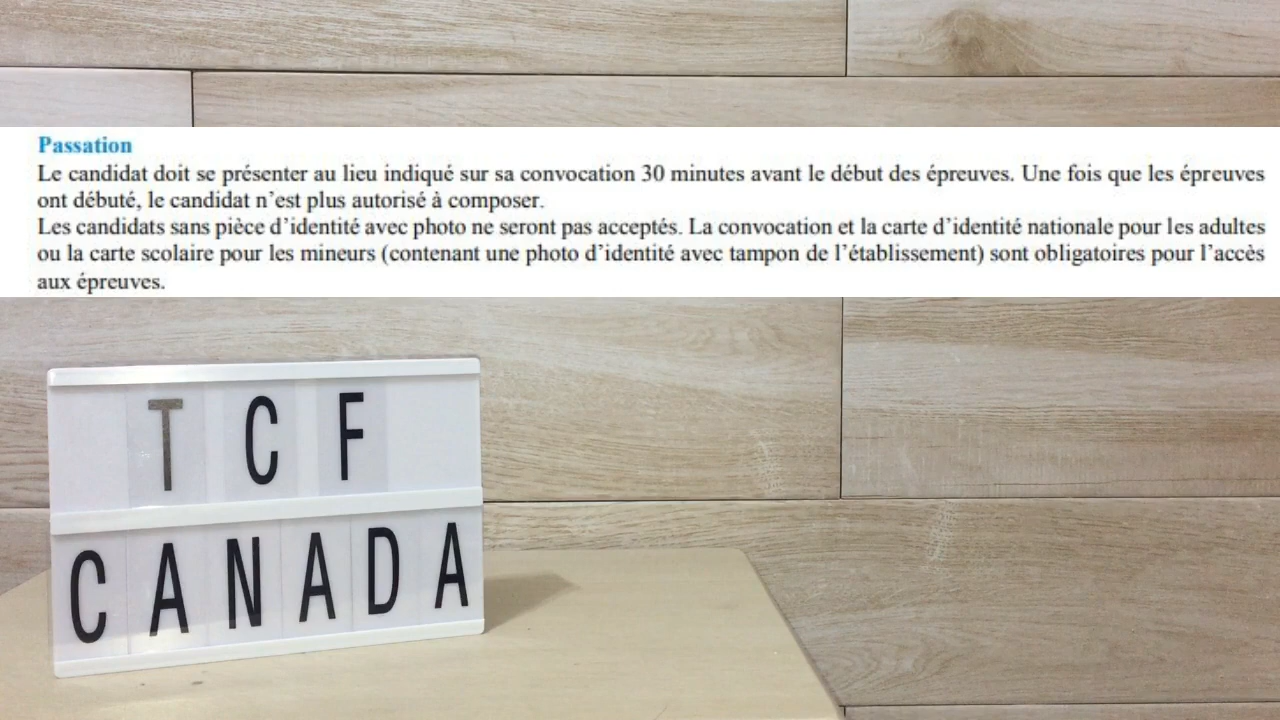 Passation
Le candidat doit se présenter au lieu indiqué sur sa convocation 30 minutes avant le début des épreuves. Une fois que les épreuves
ont débuté, le candidat n’est plus autorisé à composer.
Les candidats sans pièce d’identité avec photo ne seront pas acceptés. La convocation et la carte d’identité nationale pour les adultes
ou la carte scolaire pour les mineurs (contenant une photo d’identité avec tampon de l’établissement) sont obligatoires pour l’accès
aux épreuves.
TCF
CANADA